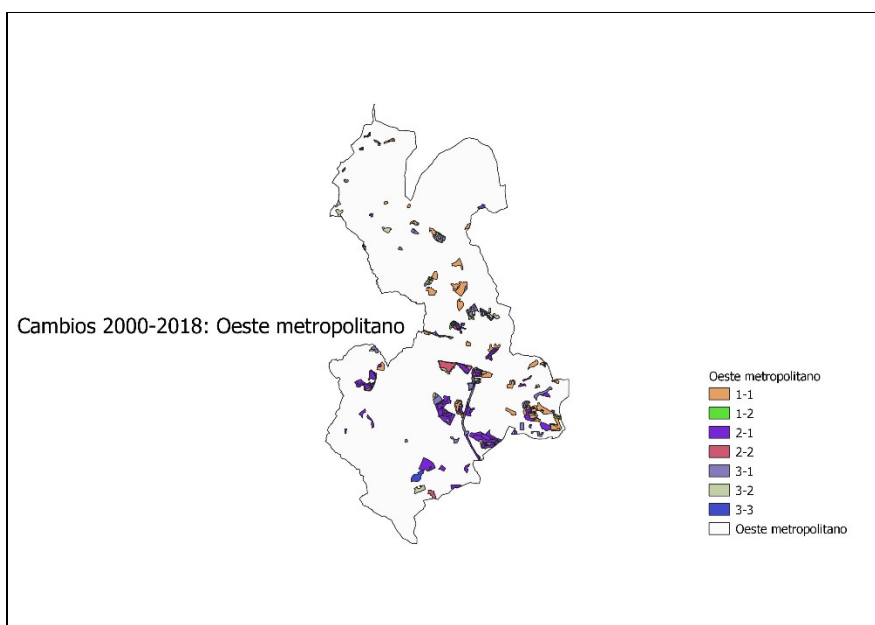 Cambios 2000-2018: Oeste metropolitano
Oeste metropolitano
1-1
1-2
2-1
2-2
3-1
3-2
3-3
Oeste metropolitano